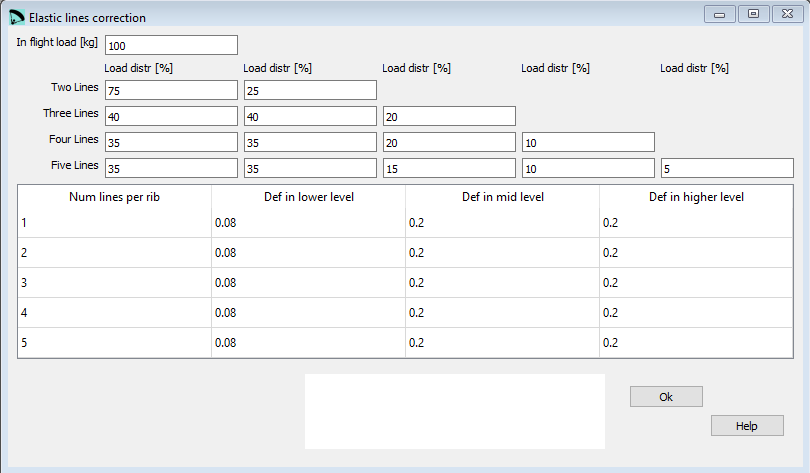 Elastic lines correction
In flight load [kg] 100
Load distr [%] Load distr [%] Load distr [%] Load distr [%] Load distr [%]
Two Lines 75 25
Three Lines 40 40 20
Four Lines 35 35 20 10
Five Lines 35 35 15 10 5
Num lines per rib Def in lower level Def in mid level Def in higher level
1 0.08 0.2 0.2
2 0.08 0.2 0.2
3 0.08 0.2 0.2
4 0.08 0.2 0.2
5 0.08 0.2 0.2
Ok
Help